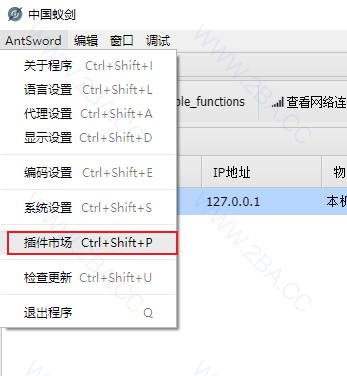 中国蚁剑
AntSword 编辑 窗口 调试
关于程序 Ctrl+Shift+I
语言设置 Ctrl+Shift+L
代理设置 Ctrl+Shift+A
显示设置 Ctrl+Shift+D
编码设置 Ctrl+Shift+E
系统设置 Ctrl+Shift+S
插件市场 Ctrl+Shift+P
检查更新 Ctrl+Shift+U
退出程序 Q
ble_functions 查看网络连
IP地址 物
127.0.0.1 本机
WWW.2BA.CC
WWW.2BA.CC
WWW.2BA.CC
WWW.2BA.CC